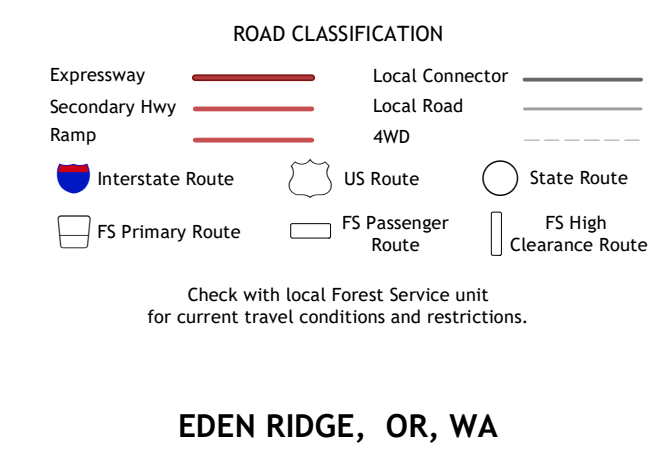 ROAD CLASSIFICATION
Expressway
Local Connector
Secondary Hwy
Local Road
Ramp
4WD
Interstate Route
US Route
State Route
FS Primary Route
FS Passenger
Route
FS High
Clearance Route
Check with local Forest Service unit
for current travel conditions and restrictions.
EDEN RIDGE, OR, WA